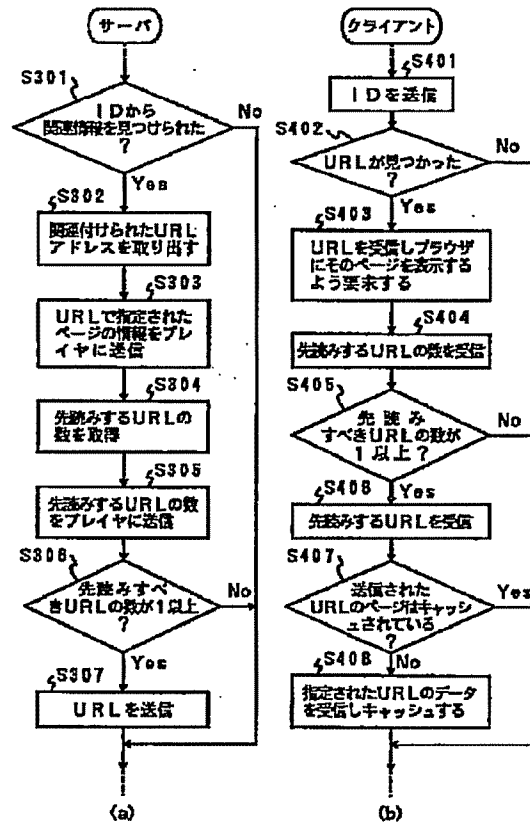 サーバ
S301
IDから
関連情報を見つけられた
?
No
Yes
S302
関連付けられたURL
アドレスを取り出す
S303
URLで指定された
ページの情報をプレイ
ヤに送信
S304
先読みするURLの
数を取得
S305
先読みするURLの数
をプレイヤに送信
S306
先読みすべ
きURLの数が1以上
?
No
Yes
S307
URLを送信
(a)
クライアント
S401
IDを送信
S402
URLが見つかった
?
No
Yes
S403
URLを受信しブラウザ
にそのページを表示する
よう要求する
S404
先読みするURLの数を受信
S405
先読み
すべきURLの数が
1以上?
No
Yes
S406
先読みするURLを受信
S407
送信された
URLのページはキャッシ
ュされている
?
Yes
No
S408
指定されたURLのデータ
を受信しキャッシュする
(b)